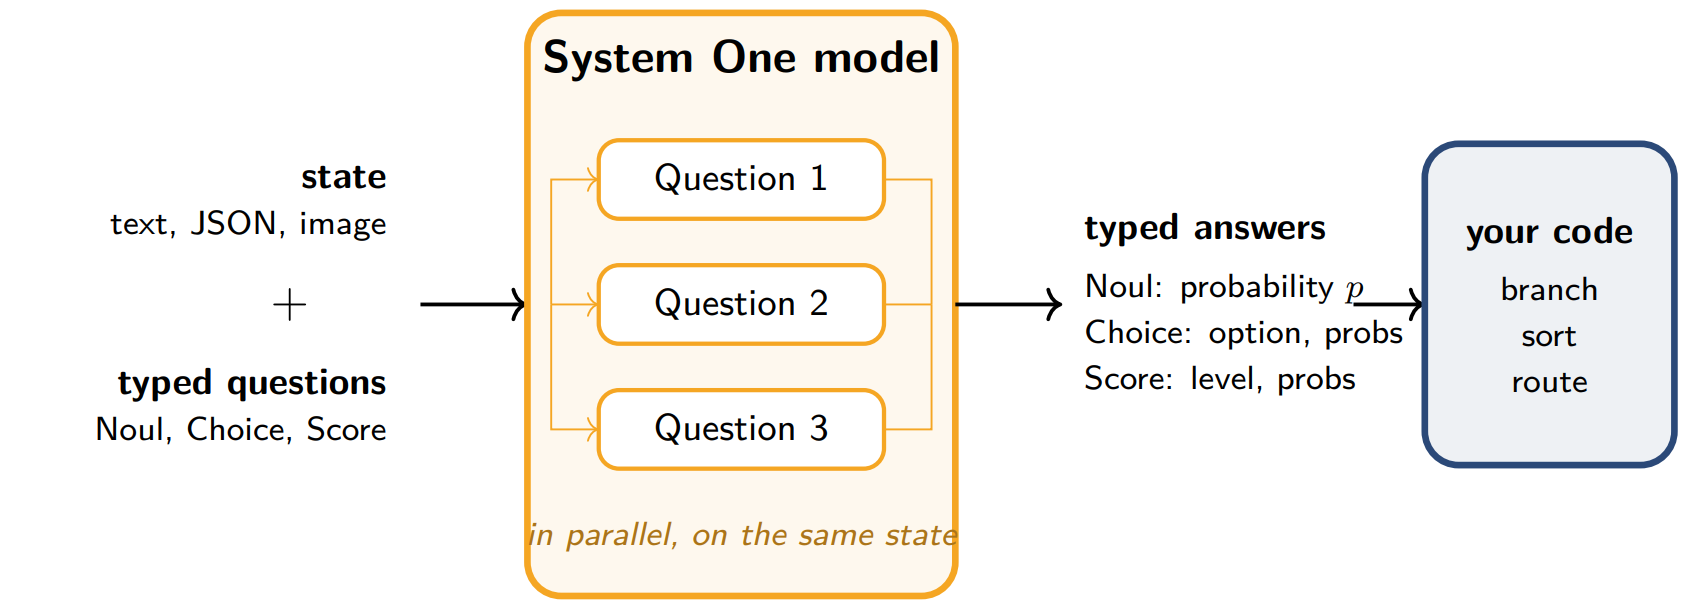 System One model
state
text, JSON, image
+
typed questions
Noul, Choice, Score
Question 1
Question 2
Question 3
in parallel, on the same state
typed answers
Noul: probability p
Choice: option, probs
Score: level, probs
your code
branch
sort
route